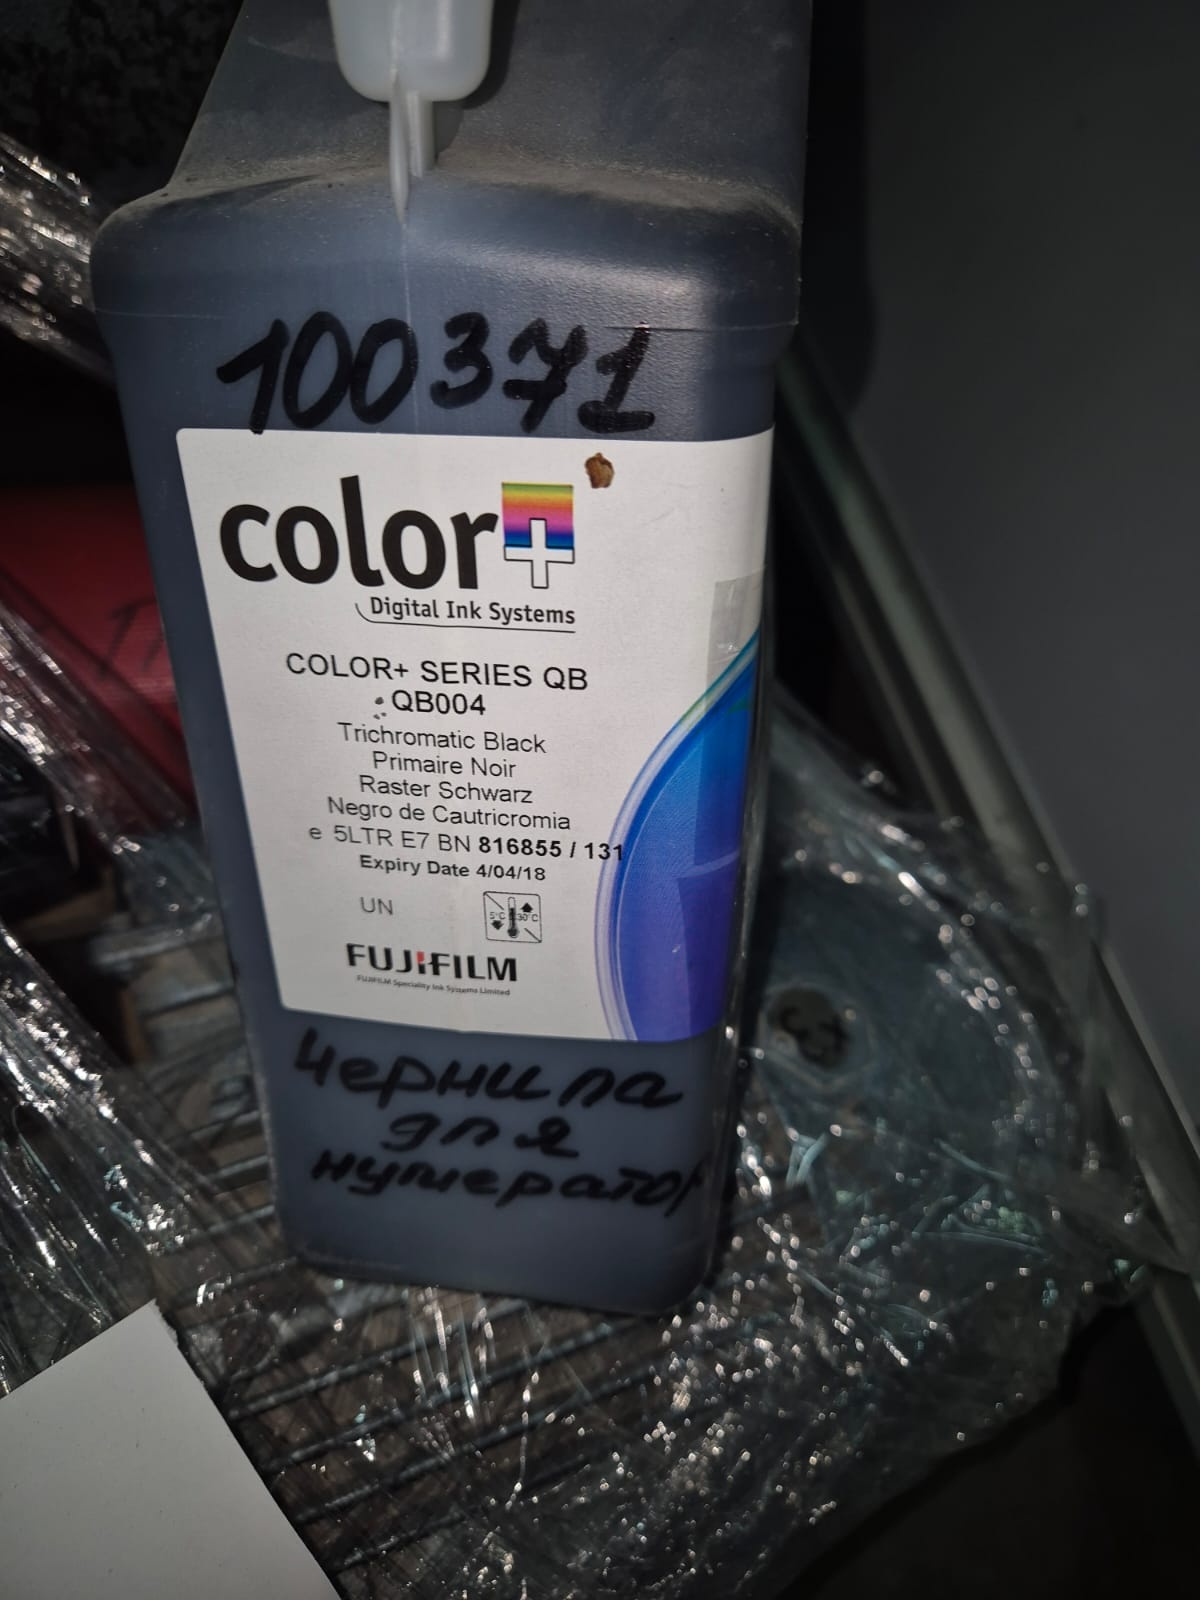 100371
color+
Digital Ink Systems
COLOR+ SERIES QB
QB004
Trichromatic Black
Primaire Noir
Raster Schwarz
Negro de Cautricromia
e 5LTR E7 BN 816855 / 131
Expiry Date 4/04/18
UN
5°C 30°C
FUJIFILM
FUJIFILM Speciality Ink Systems Limited
Чернила
для
нумератор